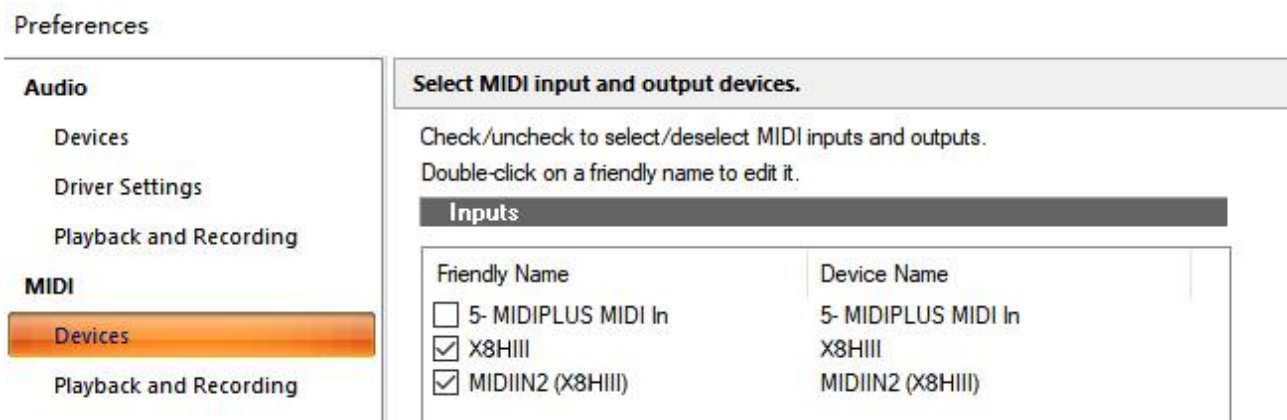 Preferences
Audio
Devices
Driver Settings
Playback and Recording
MIDI
Devices
Playback and Recording
Select MIDI input and output devices.
Check/uncheck to select/deselect MIDI inputs and outputs.
Double-click on a friendly name to edit it.
Inputs
Friendly Name Device Name
5- MIDIPLUS MIDI In 5- MIDIPLUS MIDI In
X8HIII X8HIII
MIDIIN2 (X8HIII) MIDIIN2 (X8HIII)